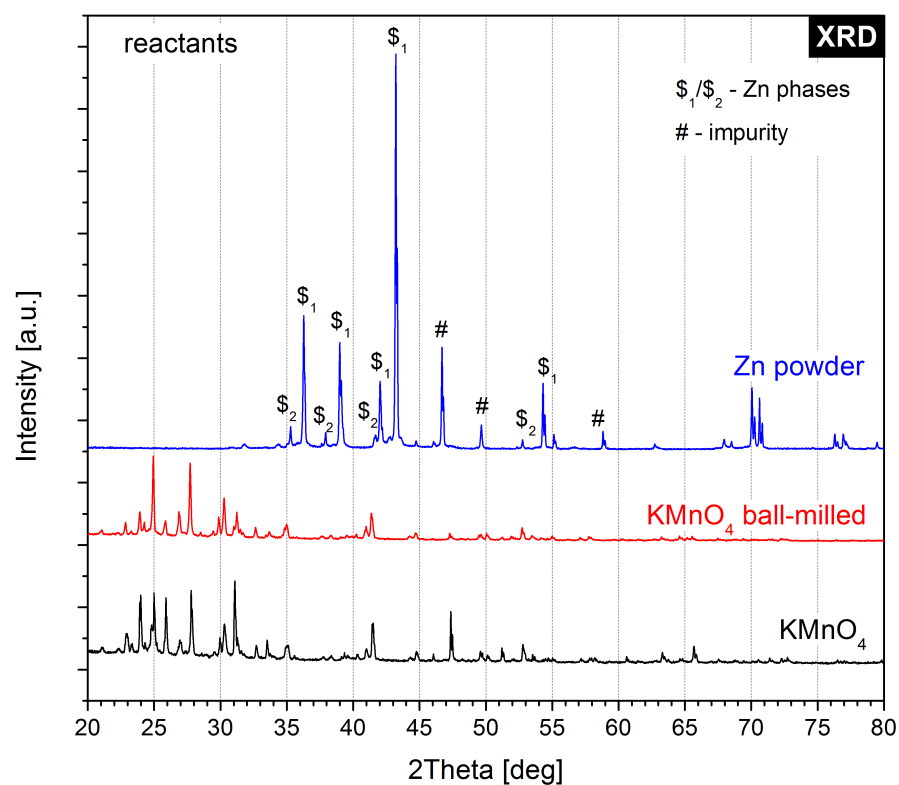 reactants
XRD
$1/$2 - Zn phases
# - impurity
$1
$1
$1
#
$1
$1
$2
$2
$2
#
$2
#
Zn powder
KMnO4 ball-milled
KMnO4
Intensity [a.u.]
20 25 30 35 40 45 50 55 60 65 70 75 80
2Theta [deg]